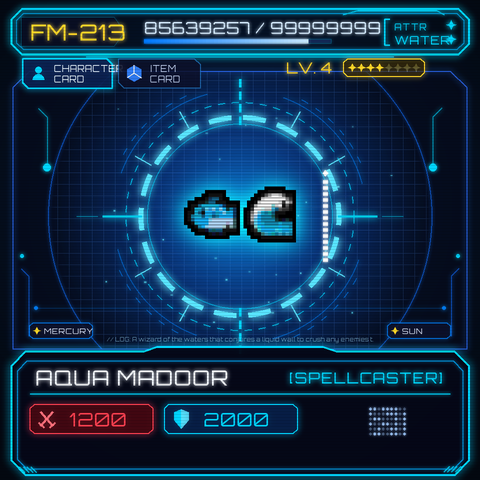 FM-213
85639257 / 99999999
ATTR
WATER
CHARACTER
CARD
ITEM
CARD
LV. 4
MERCURY
SUN
// LOG: A wizard of the waters that conjures a liquid wall to crush any enemies t
AQUA MADOOR
[SPELLCASTER]
1200
2000